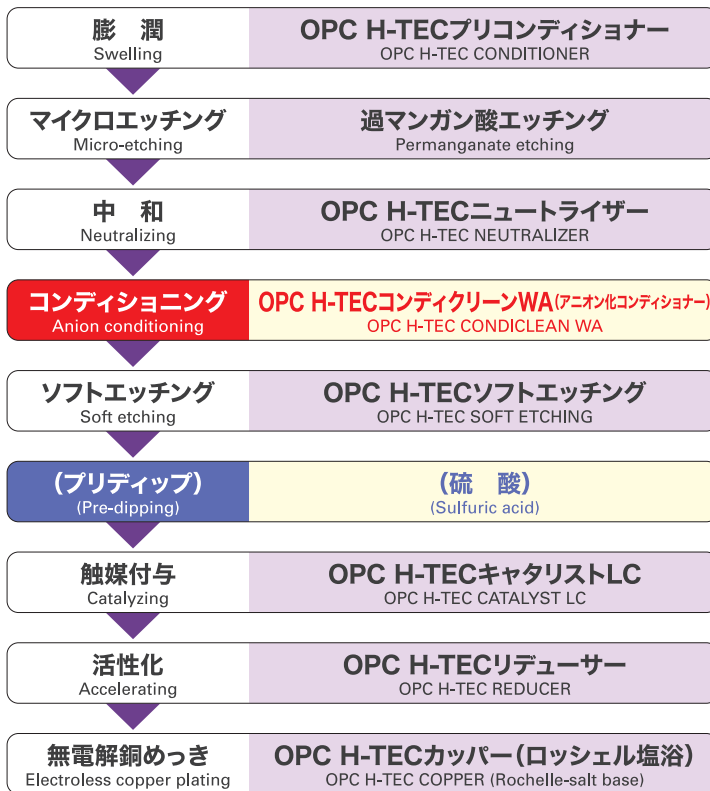 膨　潤
Swelling
OPC H-TECプリコンディショナー
OPC H-TEC CONDITIONER
マイクロエッチング
Micro-etching
過マンガン酸エッチング
Permanganate etching
中　和
Neutralizing
OPC H-TECニュートライザー
OPC H-TEC NEUTRALIZER
コンディショニング
Anion conditioning
OPC H-TECコンディクリーンWA(アニオン化コンディショナー)
OPC H-TEC CONDICLEAN WA
ソフトエッチング
Soft etching
OPC H-TECソフトエッチング
OPC H-TEC SOFT ETCHING
(プリディップ)
(Pre-dipping)
(硫　酸)
(Sulfuric acid)
触媒付与
Catalyzing
OPC H-TECキャタリストLC
OPC H-TEC CATALYST LC
活性化
Accelerating
OPC H-TECリデューサー
OPC H-TEC REDUCER
無電解銅めっき
Electroless copper plating
OPC H-TECカッパー(ロッシェル塩浴)
OPC H-TEC COPPER (Rochelle-salt base)